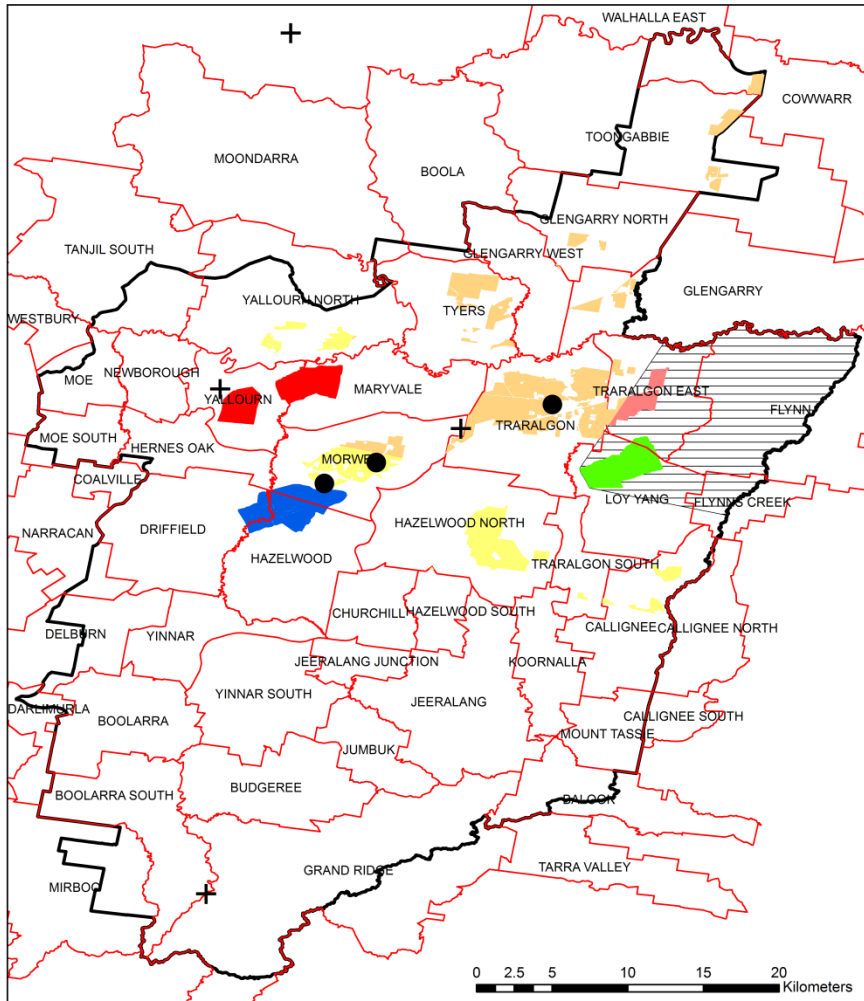 WALHALLA EAST
COWWARR
TOONGABBIE
MOONDARRA
BOOLA
GLENGARRY NORTH
TANJIL SOUTH
GLENGARRY WEST
GLENGARRY
YALLOURN NORTH
TYERS
WESTBURY
MOE
NEWBOROUGH
MARYVALE
TRARALGON EAST
YALLOURN
FLYNN
TRARALGON
MOE SOUTH
HERNES OAK
MORWE
COALVILLE
LOY YANG
FLYNNS CREEK
DRIFFIELD
HAZELWOOD NORTH
NARRACAN
HAZELWOOD
TRARALGON SOUTH
CHURCHILL
HAZELWOOD SOUTH
DELBURN
YINNAR
CALLIGNEE
CALLIGNEE NORTH
JEERALANG JUNCTION
KOORNALLA
YINNAR SOUTH
JEERALANG
DARLIMURLA
BOOLARRA
CALLIGNEE SOUTH
MOUNT TASSIE
JUMBUK
BUDGEREE
BOOLARRA SOUTH
BALOOK
GRAND RIDGE
TARRA VALLEY
MIRBOO
0 2.5 5 10 15 20
Kilometers